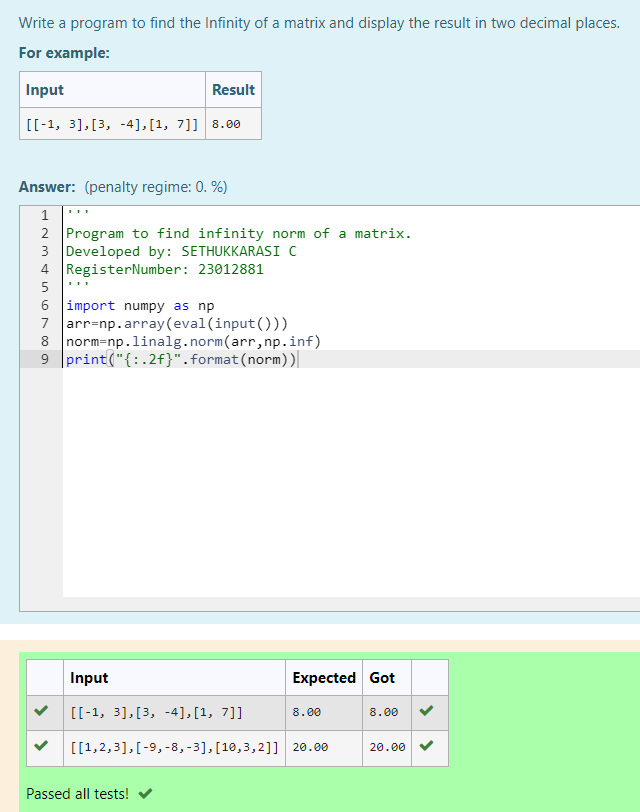 Write a program to find the Infinity of a matrix and display the result in two decimal places.
For example:
Input Result
[[-1, 3],[3, -4],[1, 7]] 8.00
Answer: (penalty regime: 0. %)
1 '''
2 Program to find infinity norm of a matrix.
3 Developed by: SETHUKKARASI C
4 RegisterNumber: 23012881
5 '''
6 import numpy as np
7 arr=np.array(eval(input()))
8 norm=np.linalg.norm(arr,np.inf)
9 print("{:.2f}".format(norm))
Input Expected Got
[[-1, 3],[3, -4],[1, 7]] 8.00 8.00
[[1,2,3],[-9,-8,-3],[10,3,2]] 20.00 20.00
Passed all tests!